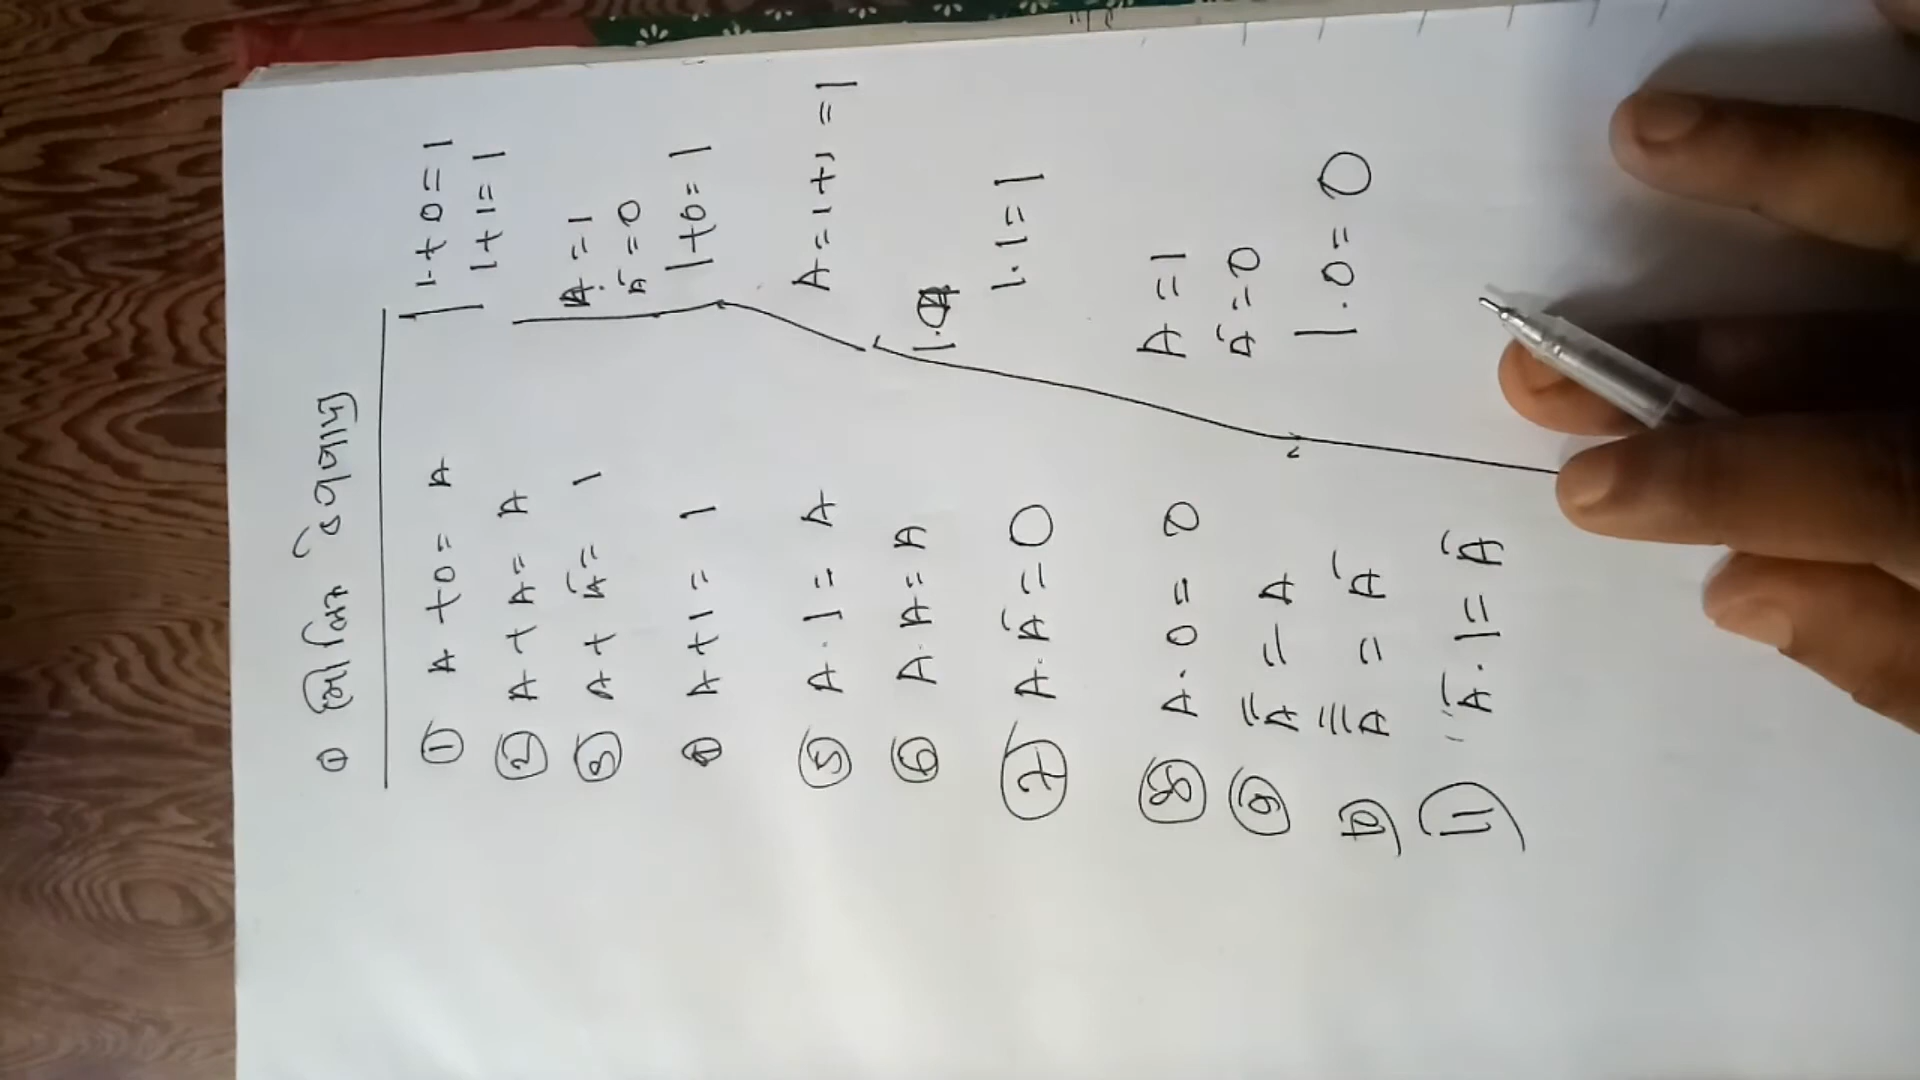 ① মৌলিক উপপাদ্য
① A + 0 = A
② A + A = A
③ A + Ā = 1
④ A + 1 = 1
⑤ A . 1 = A
⑥ A . A = A
⑦ A . Ā = 0
⑧ A . 0 = 0
⑨ A̿ = A
A̿̅ = Ā
⑪ Ā . 1 = Ā
1 + 0 = 1
1 + 1 = 1
A = 1
Ā = 0
1 + 0 = 1
A = 1 + 1 = 1
1 . 1 = 1
A = 1
Ā = 0
1 . 0 = 0